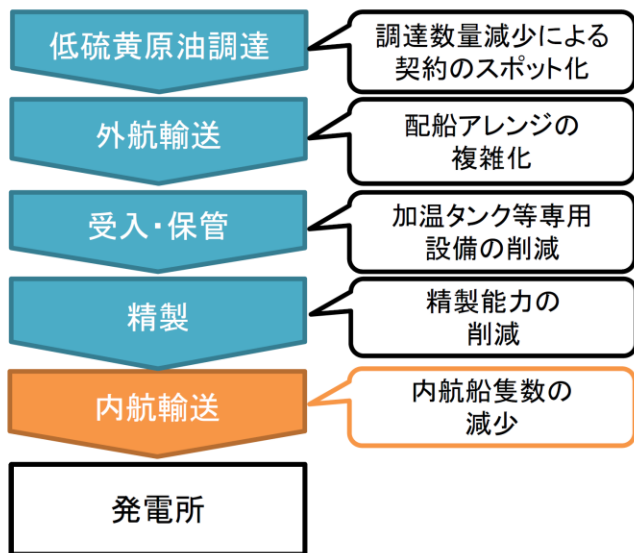 低硫黄原油調達
調達数量減少による
契約のスポット化
外航輸送
配船アレンジの
複雑化
受入・保管
加温タンク等専用
設備の削減
精製
精製能力の
削減
内航輸送
内航船隻数の
減少
発電所